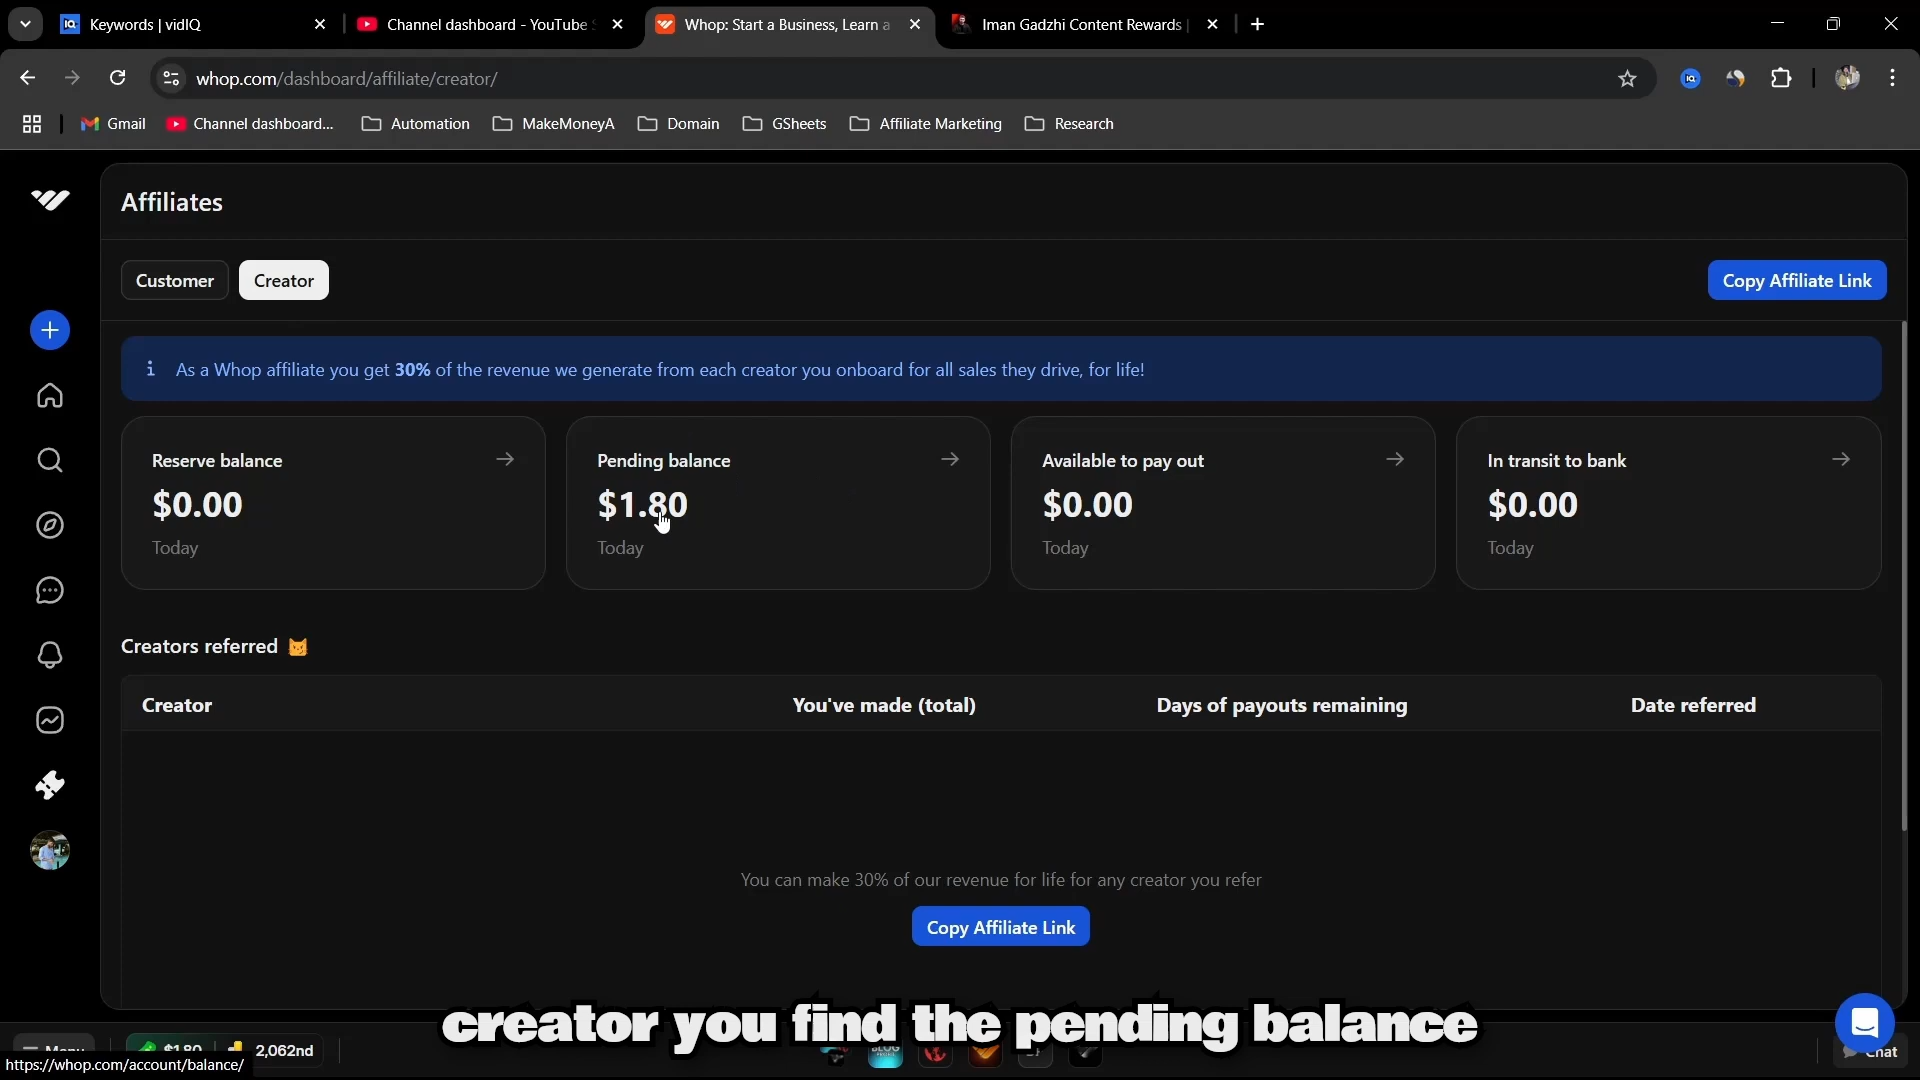 Keywords | vidIQ
Channel dashboard - YouTube
Whop: Start a Business, Learn a
Iman Gadzhi Content Rewards |
whop.com/dashboard/affiliate/creator/
Gmail
Channel dashboard...
Automation
MakeMoneyA
Domain
GSheets
Affiliate Marketing
Research
Affiliates
Customer
Creator
Copy Affiliate Link
As a Whop affiliate you get 30% of the revenue we generate from each creator you onboard for all sales they drive, for life!
Reserve balance
$0.00
Today
Pending balance
$1.80
Today
Available to pay out
$0.00
Today
In transit to bank
$0.00
Today
Creators referred
Creator
You've made (total)
Days of payouts remaining
Date referred
You can make 30% of our revenue for life for any creator you refer
Copy Affiliate Link
creator you find the pending balance
Menu
$1.80
2,062nd
BLOG
Chat
https://whop.com/account/balance/